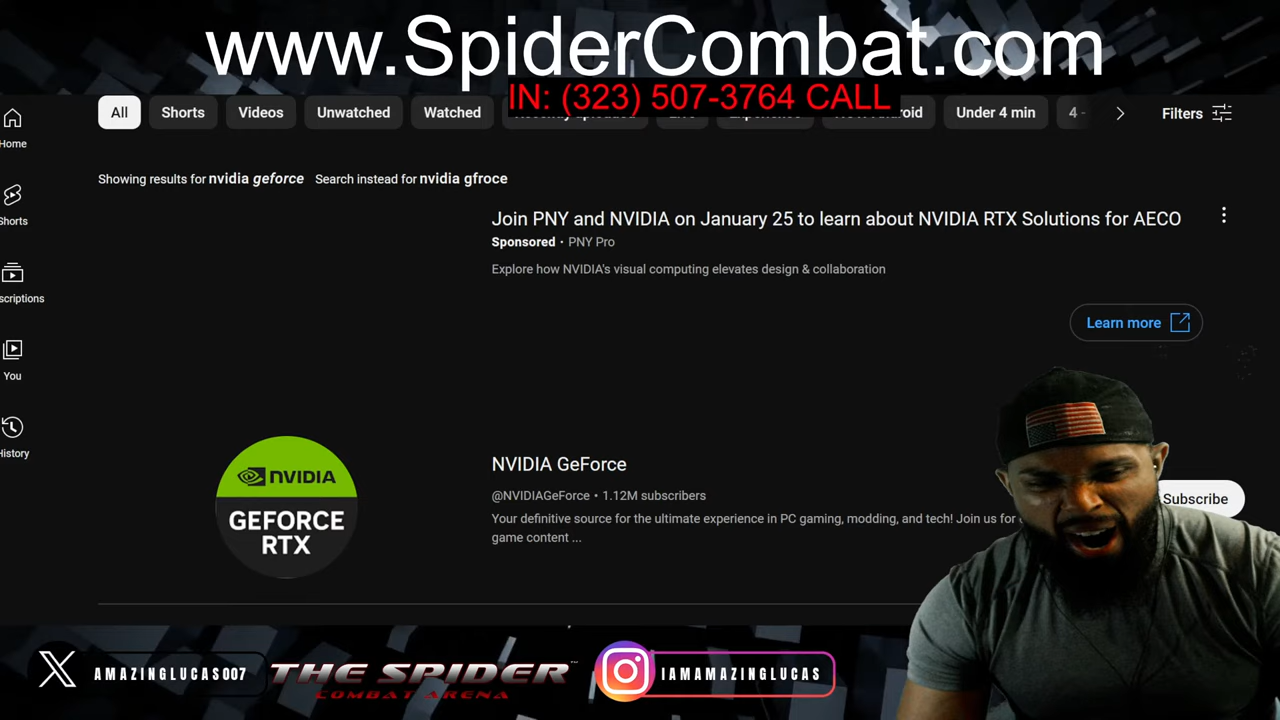 www.SpiderCombat.com
IN: (323) 507-3764 CALL
All Shorts Videos Unwatched Watched Under 4 min 4 - Filters
Home
Showing results for nvidia geforce Search instead for nvidia gfroce
Shorts
Join PNY and NVIDIA on January 25 to learn about NVIDIA RTX Solutions for AECO
Sponsored • PNY Pro
Explore how NVIDIA's visual computing elevates design & collaboration
scriptions
Learn more
You
History
NVIDIA
GEFORCE
RTX
NVIDIA GeForce
@NVIDIAGeForce • 1.12M subscribers
Your definitive source for the ultimate experience in PC gaming, modding, and tech! Join us for
game content ...
Subscribe
AMAZINGLUCAS007
THE SPIDER
COMBAT ARENA
IAMAMAZINGLUCAS